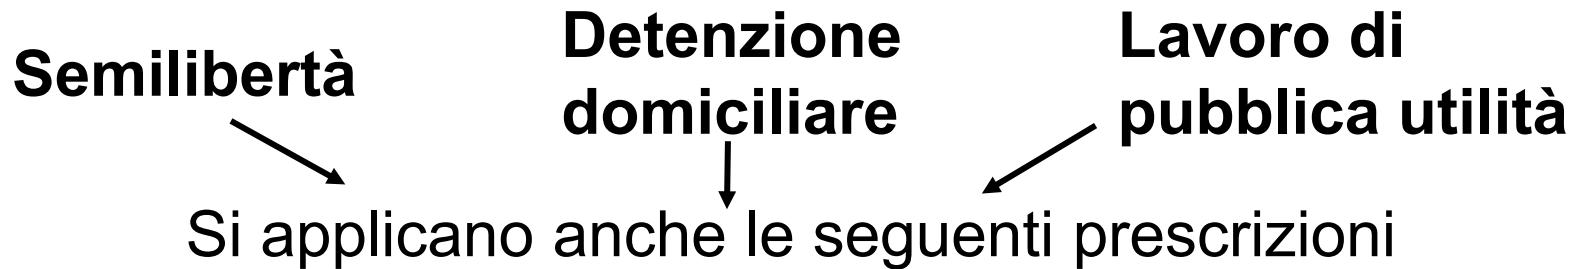 Semilibertà
Detenzione
domiciliare
Lavoro di
pubblica utilità
Si applicano anche le seguenti prescrizioni